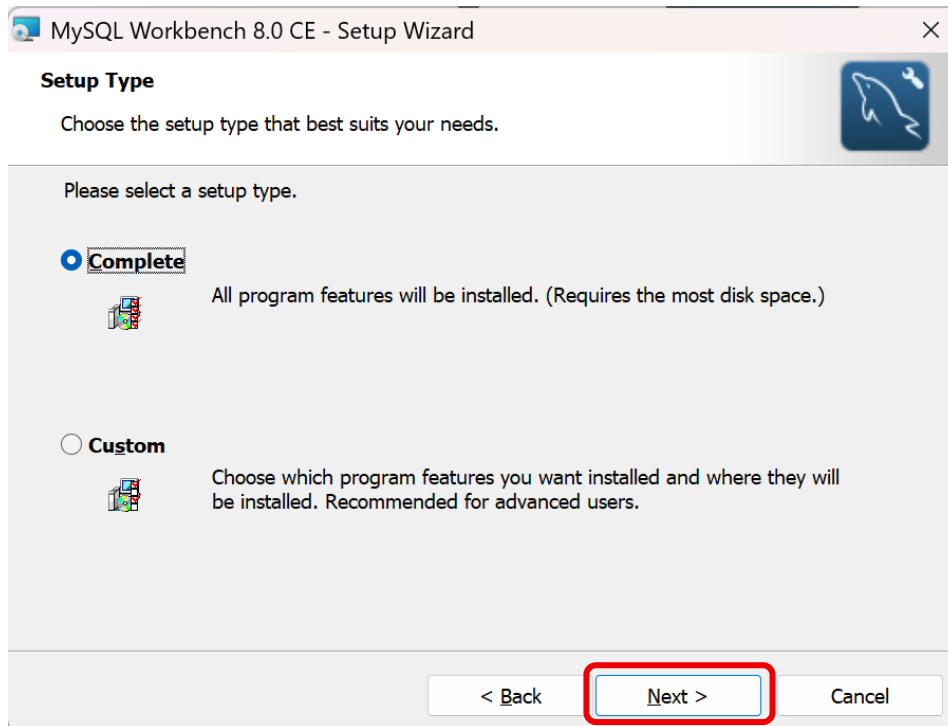 MySQL Workbench 8.0 CE - Setup Wizard
Setup Type
Choose the setup type that best suits your needs.
Please select a setup type.
Complete
All program features will be installed. (Requires the most disk space.)
Custom
Choose which program features you want installed and where they will
be installed. Recommended for advanced users.
< Back
Next >
Cancel